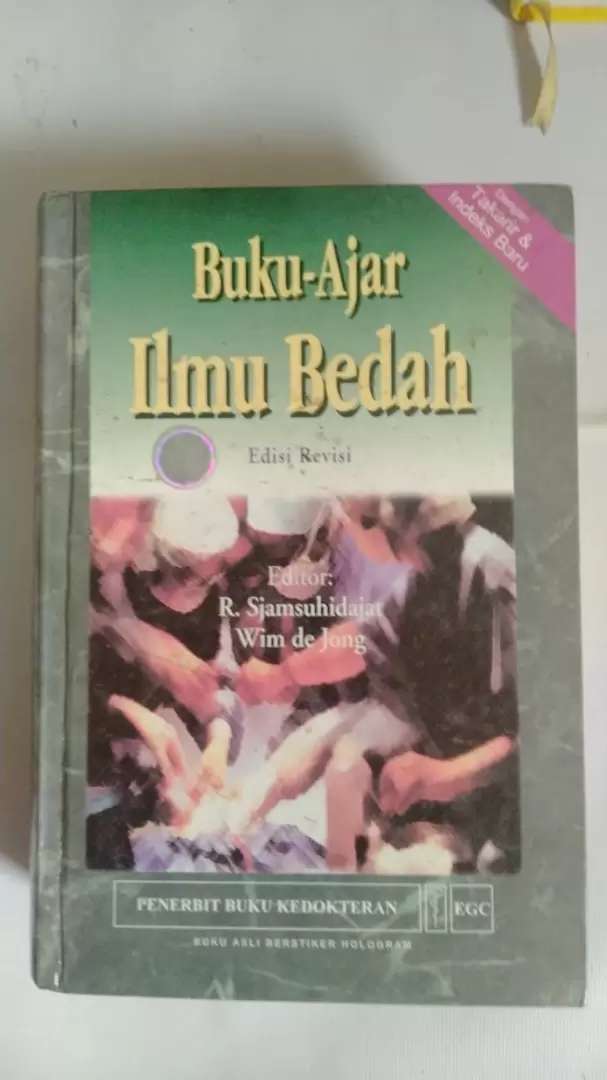 Dengan
Takarir &
Indeks Baru
Buku-Ajar
Ilmu Bedah
Edisi Revisi
Editor:
R. Sjamsuhidajat
Wim de Jong
PENERBIT BUKU KEDOKTERAN
EGC
BUKU ASLI BERSTIKER HOLOGRAM